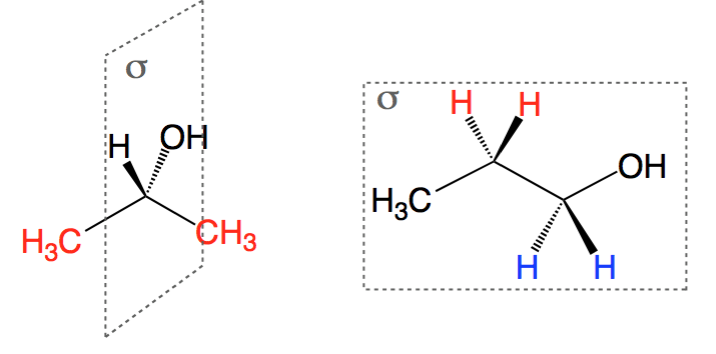 σ
H OH
H₃C CH₃
σ H H
H₃C OH
H H